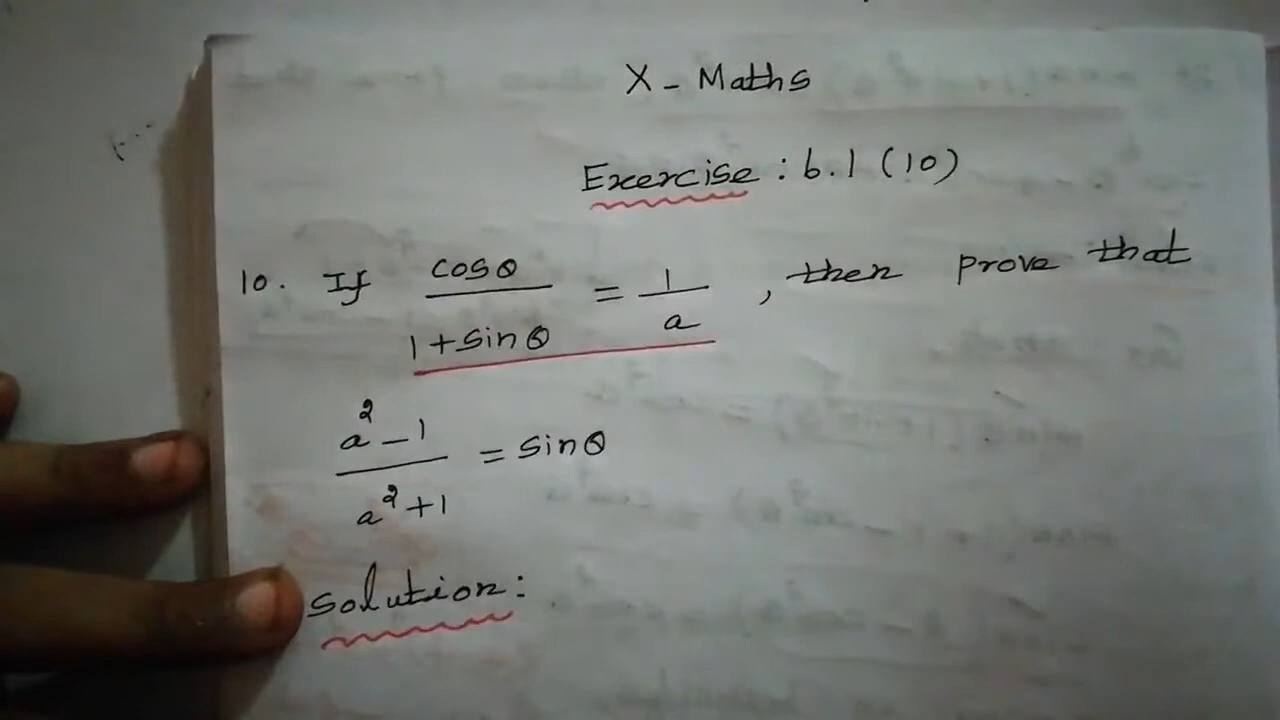 X - Maths
Exercise : 6.1 (10)
10. If cosθ / 1+sinθ = 1/a , then prove that
a²-1 / a²+1 = sinθ
Solution: